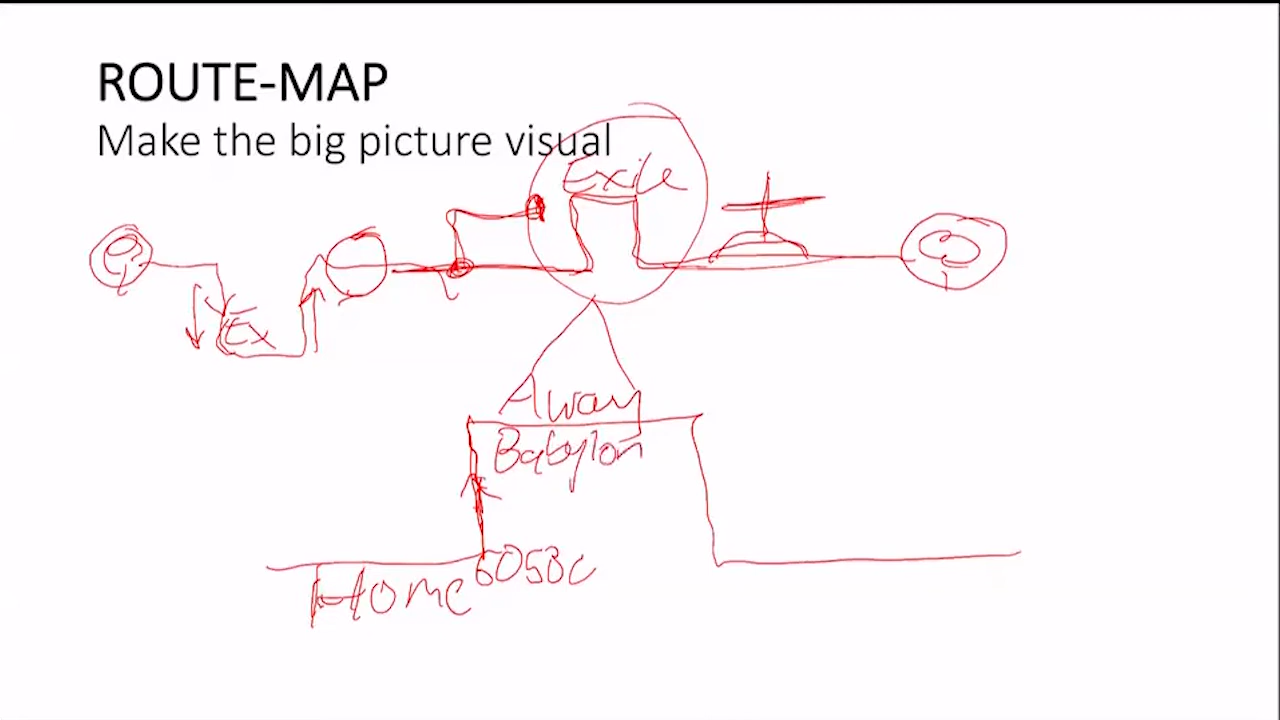 ROUTE-MAP
Make the big picture visual
Exile
Ex
Away
Babylon
Home 605BC